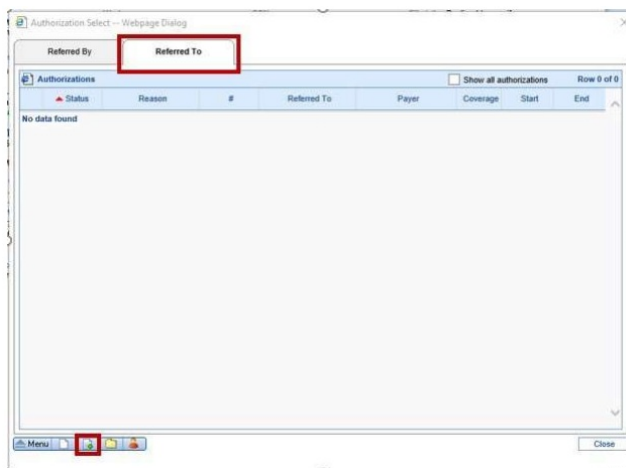 Authorization Select -- Webpage Dialog
Referred By Referred To
Authorizations Show all authorizations Row 0 of 0
Status Reason # Referred To Payer Coverage Start End
No data found
Menu Close